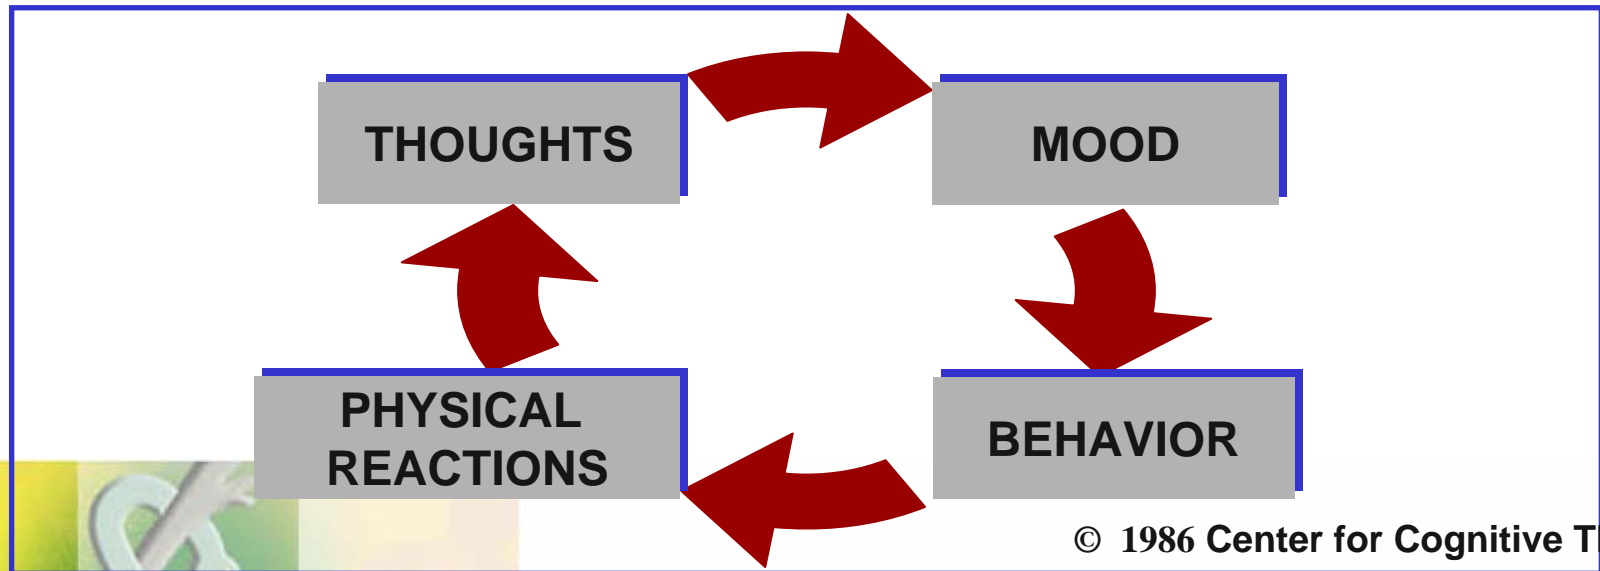 THOUGHTS
MOOD
PHYSICAL
REACTIONS
BEHAVIOR
© 1986 Center for Cognitive